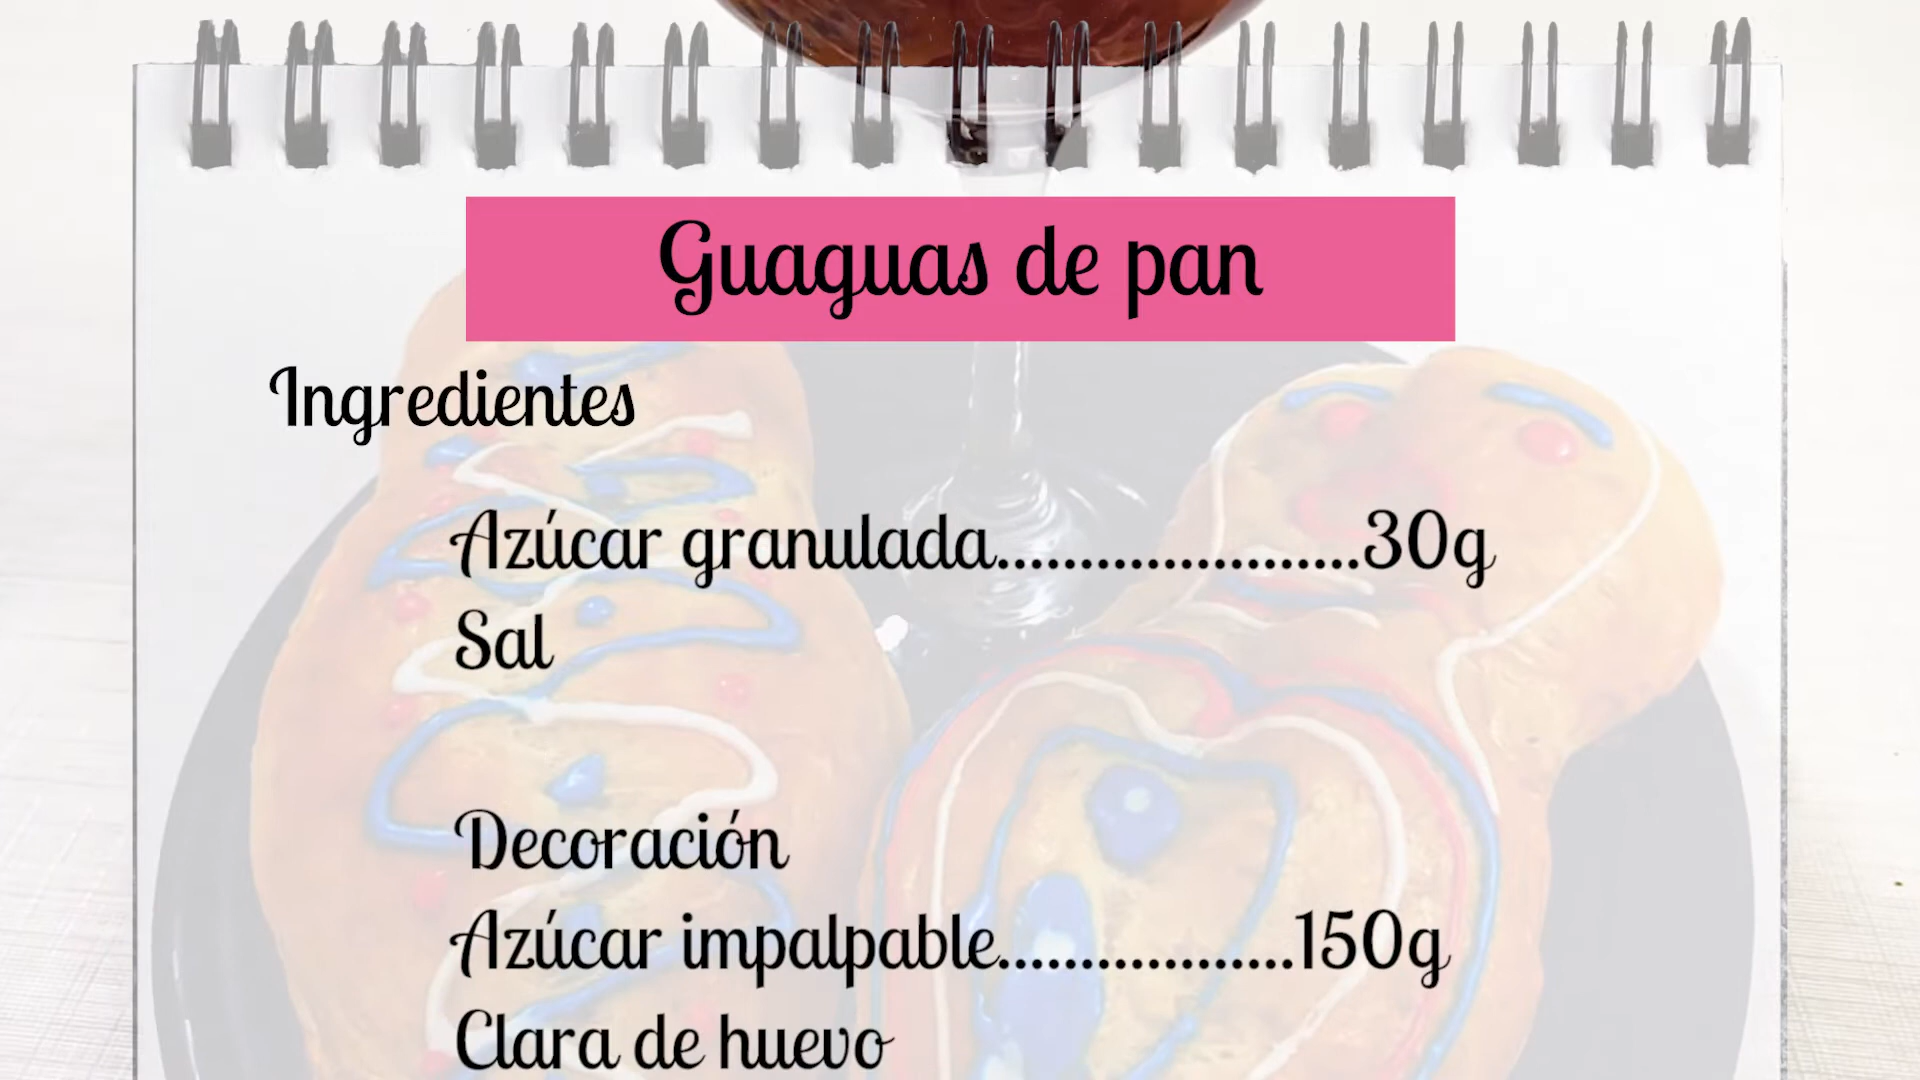 Guaguas de pan
Ingredientes
Azúcar granulada......................30g
Sal
Decoración
Azúcar impalpable..................150g
Clara de huevo